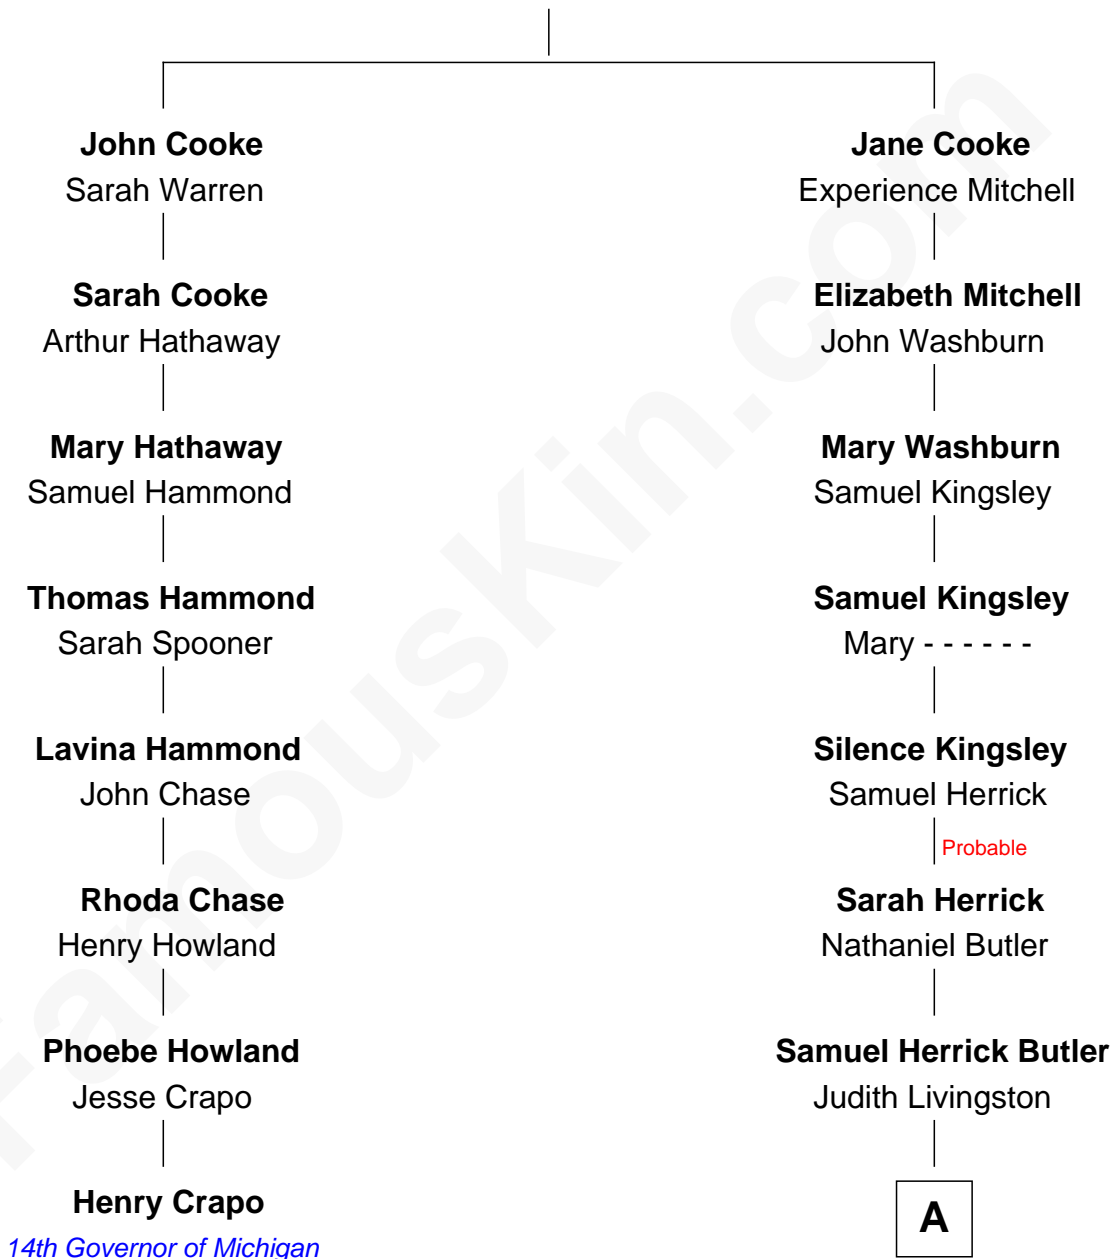 John Cooke
Sarah Warren
Sarah Cooke
Arthur Hathaway
Mary Hathaway
Samuel Hammond
Thomas Hammond
Sarah Spooner
Lavina Hammond
John Chase
Rhoda Chase
Henry Howland
Phoebe Howland
Jesse Crapo
Henry Crapo
14th Governor of Michigan
Jane Cooke
Experience Mitchell
Elizabeth Mitchell
John Washburn
Mary Washburn
Samuel Kingsley
Samuel Kingsley
Mary - - - - - -
Silence Kingsley
Samuel Herrick
Probable
Sarah Herrick
Nathaniel Butler
Samuel Herrick Butler
Judith Livingston
A
FamousKin.com